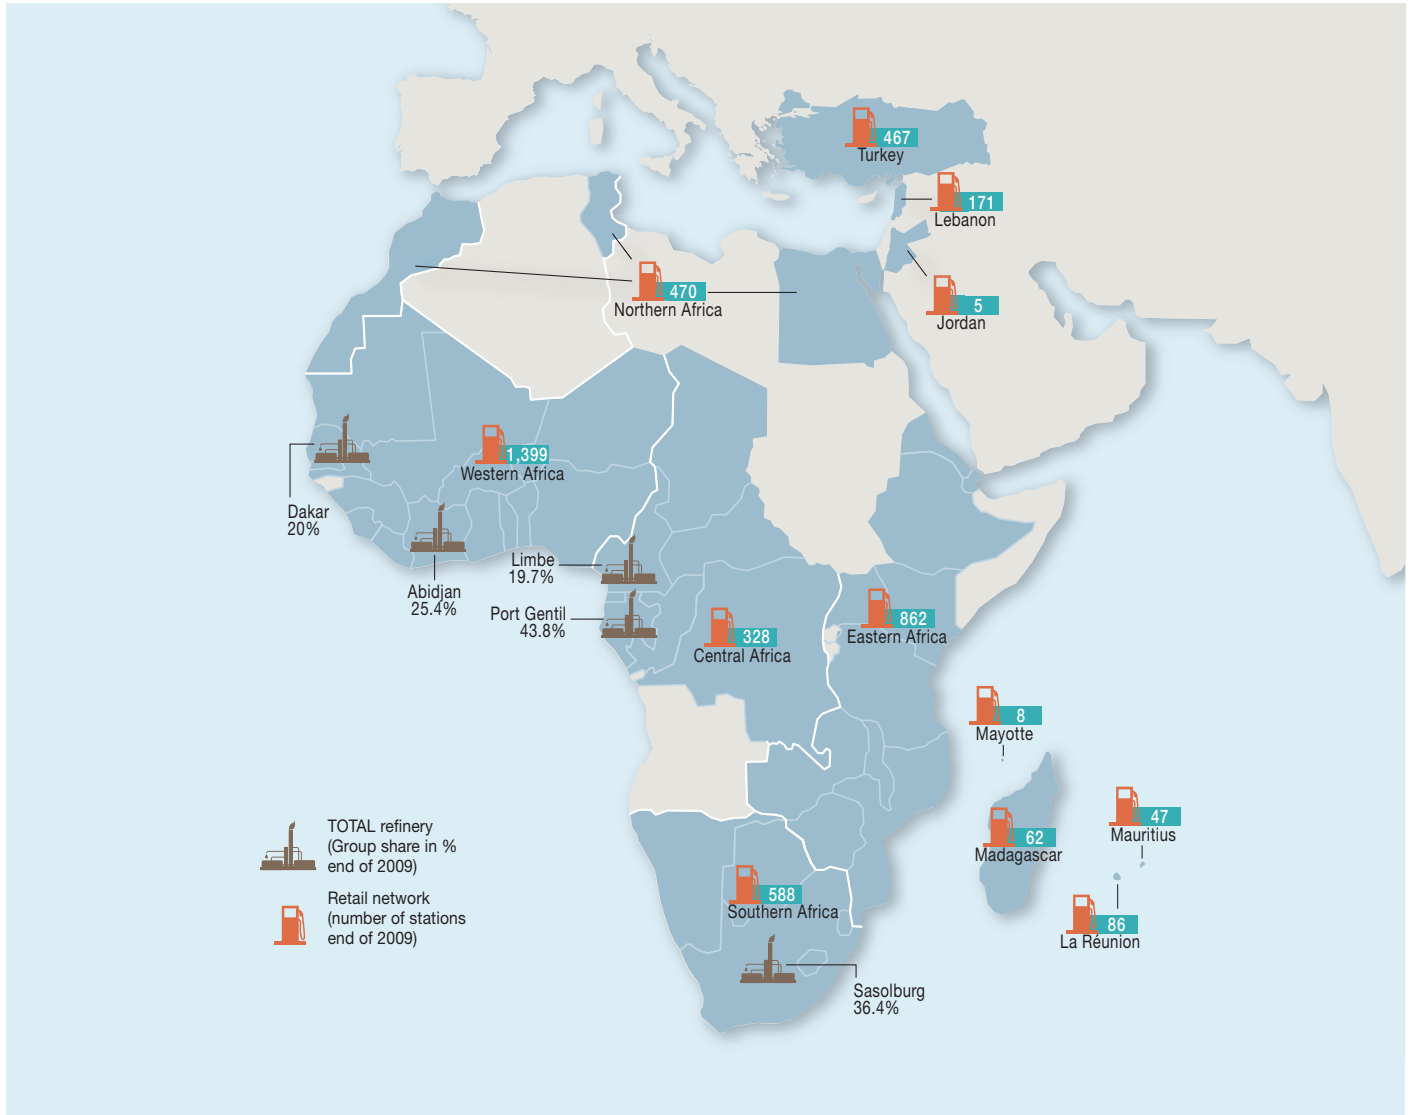 467
Turkey
171
Lebanon
5
Jordan
470
Northern Africa
1,399
Western Africa
Dakar
20%
Abidjan
25.4%
Limbe
19.7%
Port Gentil
43.8%
328
Central Africa
862
Eastern Africa
8
Mayotte
62
Madagascar
47
Mauritius
86
La Réunion
588
Southern Africa
Sasolburg
36.4%
TOTAL refinery
(Group share in %
end of 2009)
Retail network
(number of stations
end of 2009)